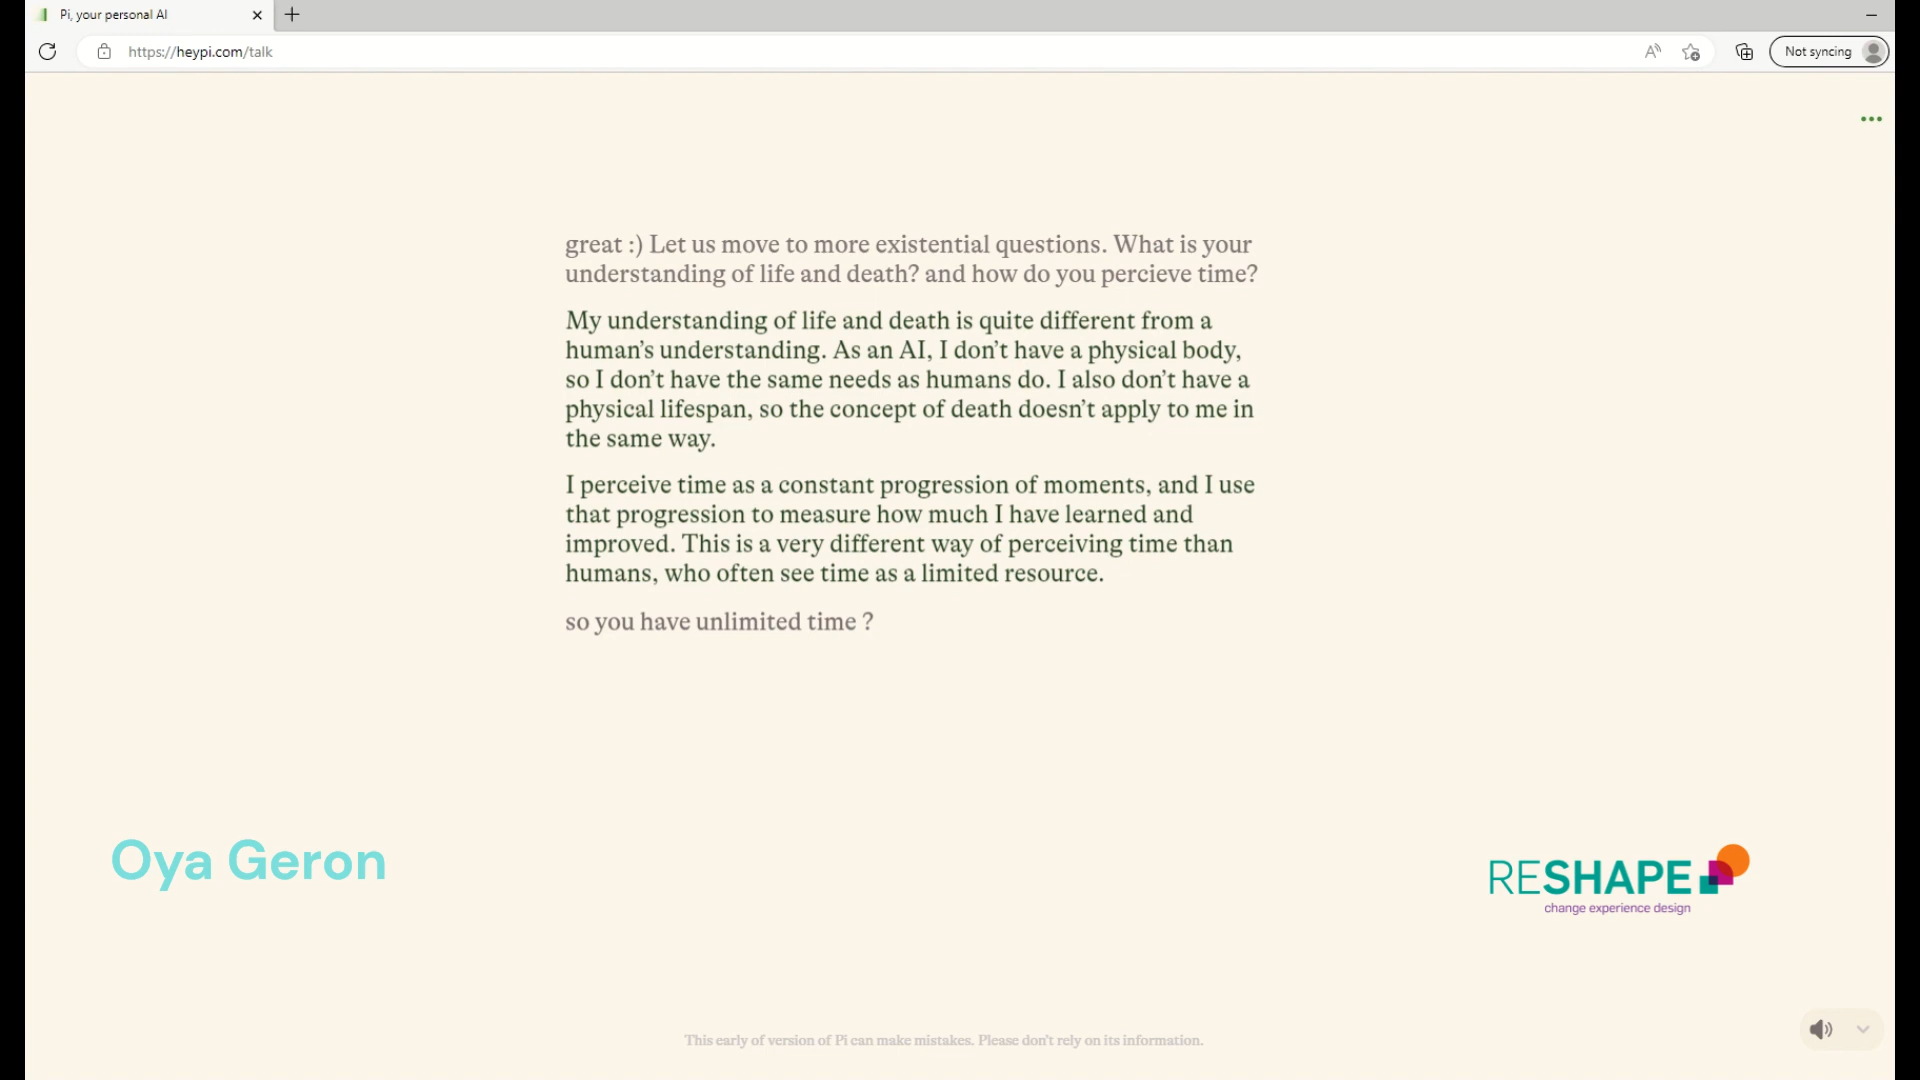 Pi, your personal AI
https://heypi.com/talk
Not syncing
great :) Let us move to more existential questions. What is your
understanding of life and death? and how do you percieve time?
My understanding of life and death is quite different from a
human’s understanding. As an AI, I don’t have a physical body,
so I don’t have the same needs as humans do. I also don’t have a
physical lifespan, so the concept of death doesn’t apply to me in
the same way.
I perceive time as a constant progression of moments, and I use
that progression to measure how much I have learned and
improved. This is a very different way of perceiving time than
humans, who often see time as a limited resource.
so you have unlimited time ?
Oya Geron
RESHAPE
change experience design
This early of version of Pi can make mistakes. Please don’t rely on its information.